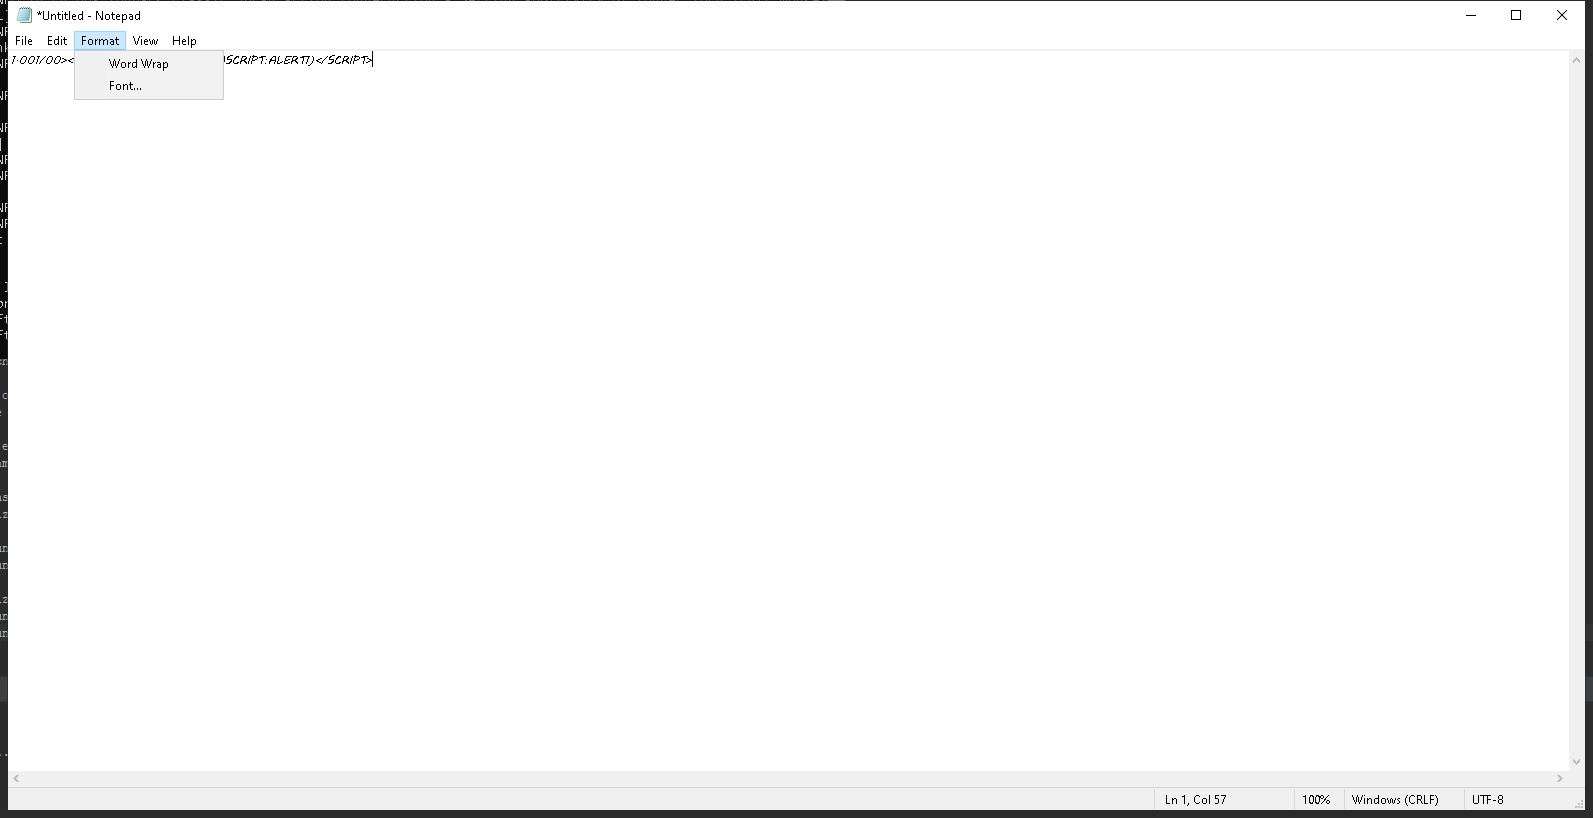 *Untitled - Notepad
File Edit Format View Help
1.001/00>< SCRIPT:ALERT1)</SCRIPT>
Word Wrap
Font...
Ln 1, Col 57 100% Windows (CRLF) UTF-8